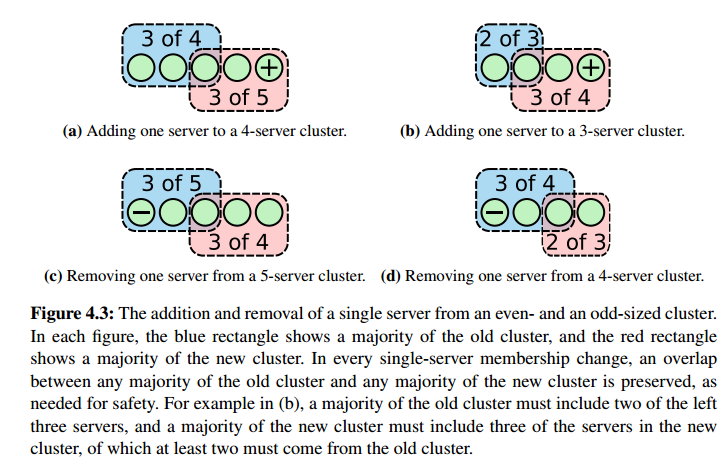 3 of 4
3 of 5
(a) Adding one server to a 4-server cluster.
2 of 3
3 of 4
(b) Adding one server to a 3-server cluster.
3 of 5
3 of 4
(c) Removing one server from a 5-server cluster.
3 of 4
2 of 3
(d) Removing one server from a 4-server cluster.
Figure 4.3: The addition and removal of a single server from an even- and an odd-sized cluster.
In each figure, the blue rectangle shows a majority of the old cluster, and the red rectangle
shows a majority of the new cluster. In every single-server membership change, an overlap
between any majority of the old cluster and any majority of the new cluster is preserved, as
needed for safety. For example in (b), a majority of the old cluster must include two of the left
three servers, and a majority of the new cluster must include three of the servers in the new
cluster, of which at least two must come from the old cluster.